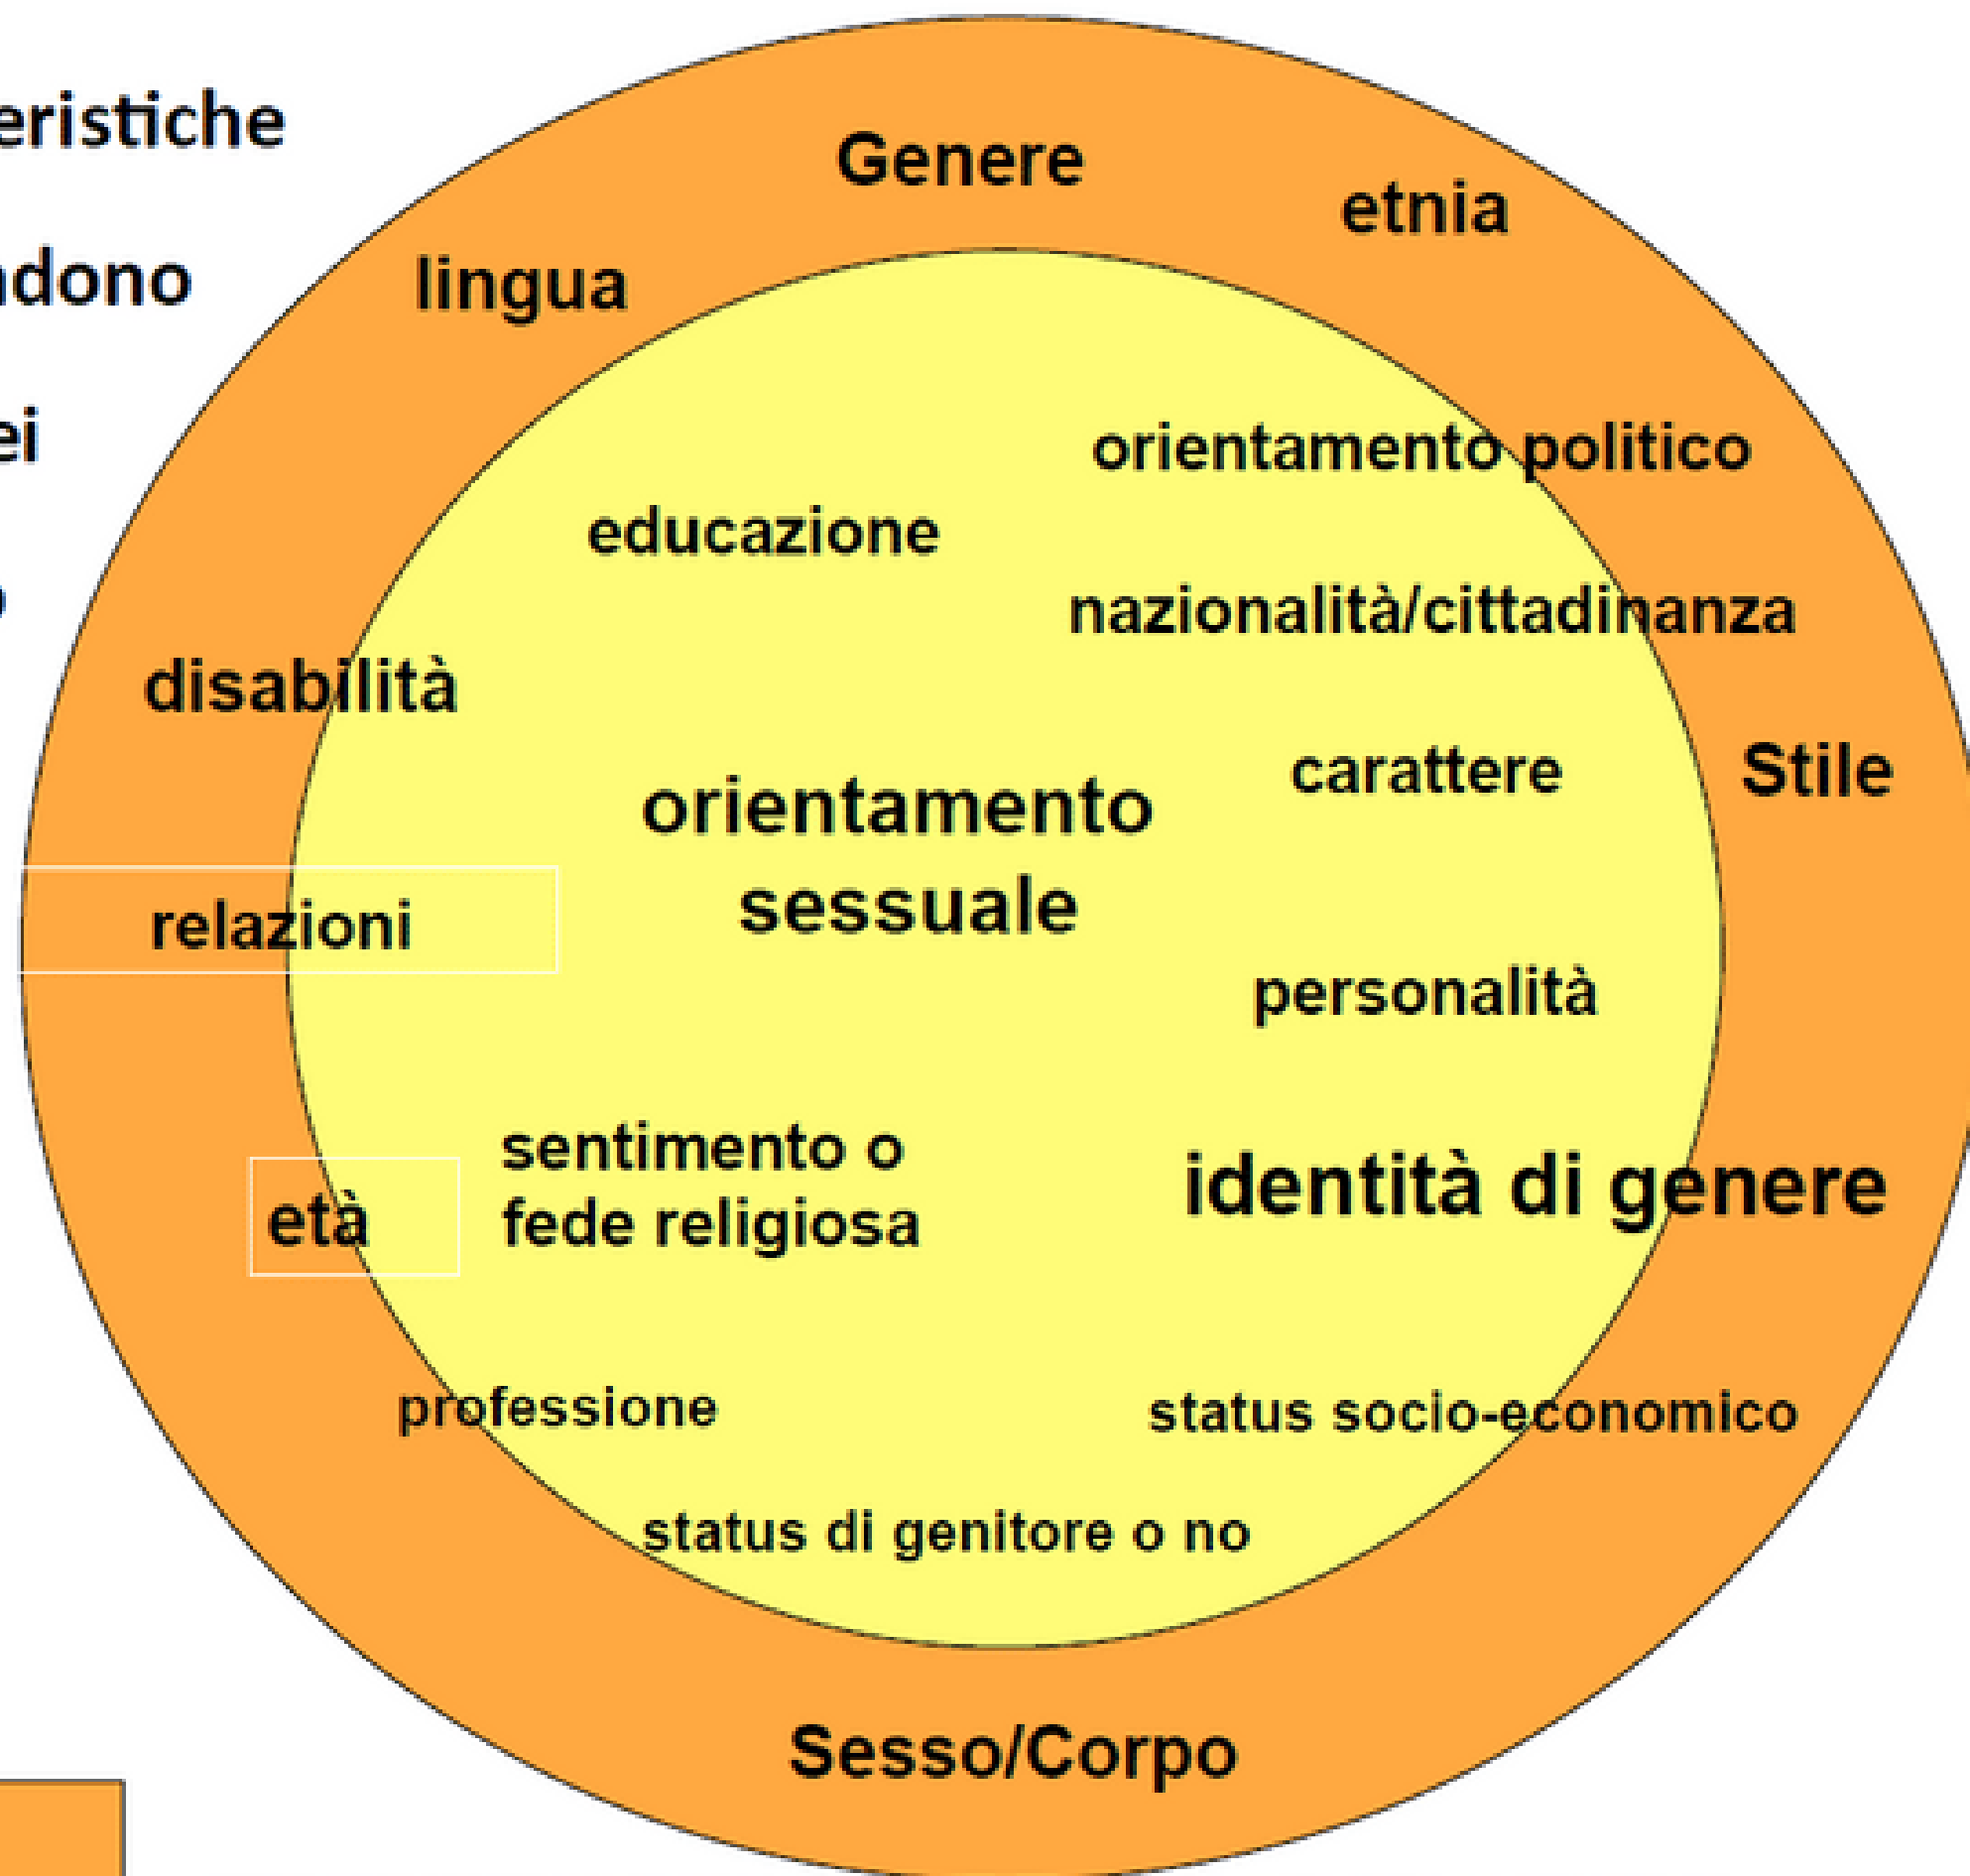 eristiche
dono
ei
Genere
etnia
lingua
orientamento politico
educazione
nazionalità/cittadinanza
disabilità
carattere
Stile
orientamento
sessuale
relazioni
personalità
sentimento o
fede religiosa
identità di genere
età
professione
status socio-economico
status di genitore o no
Sesso/Corpo